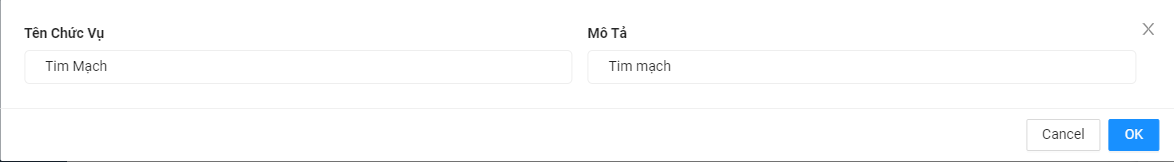 Tên Chức Vụ
Mô Tả
Tim Mạch
Tim mạch
Cancel
OK